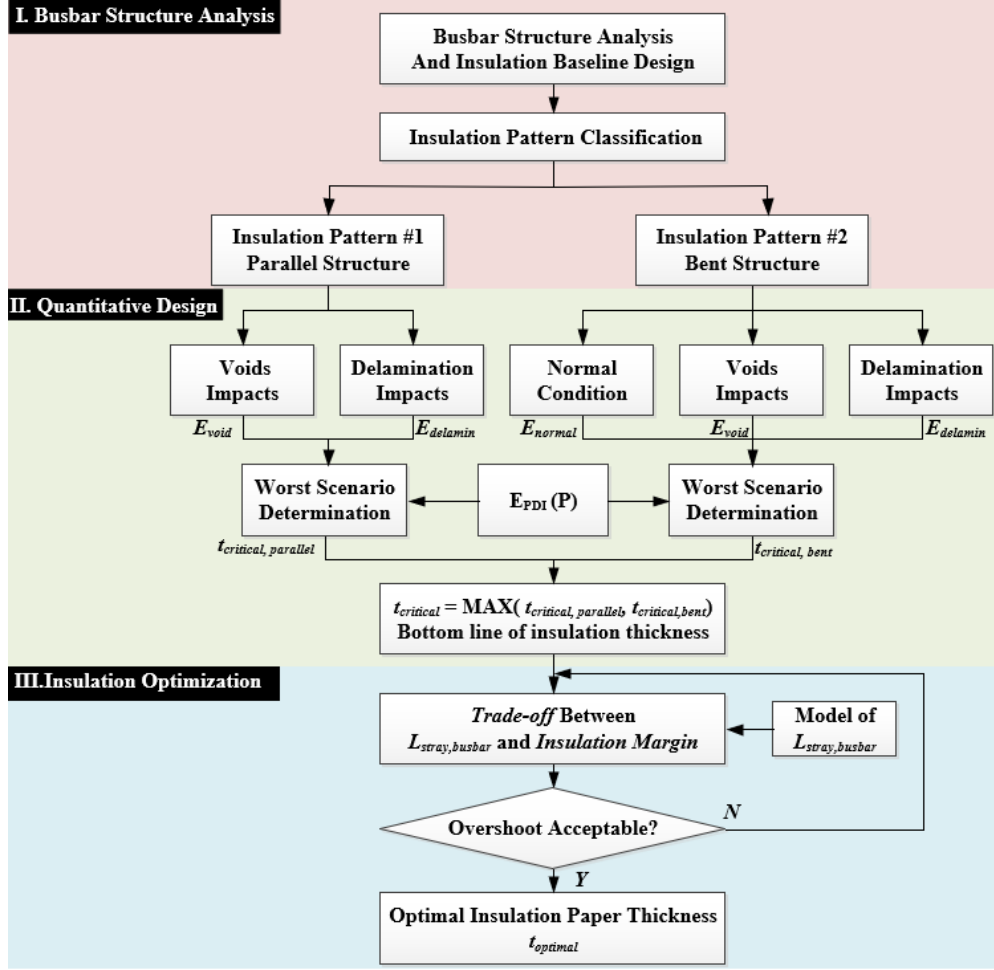 I. Busbar Structure Analysis
Busbar Structure Analysis
And Insulation Baseline Design
Insulation Pattern Classification
Insulation Pattern #1
Parallel Structure
Insulation Pattern #2
Bent Structure
II. Quantitative Design
Voids
Impacts
Delamination
Impacts
Normal
Condition
Voids
Impacts
Delamination
Impacts
E_void
E_delamin
E_normal
E_void
E_delamin
Worst Scenario
Determination
E_PDI (P)
Worst Scenario
Determination
t_critical, parallel
t_critical, bent
t_critical = MAX( t_critical, parallel, t_critical,bent)
Bottom line of insulation thickness
III.Insulation Optimization
Trade-off Between
L_stray,busbar and Insulation Margin
Model of
L_stray,busbar
Overshoot Acceptable?
N
Y
Optimal Insulation Paper Thickness
t_optimal